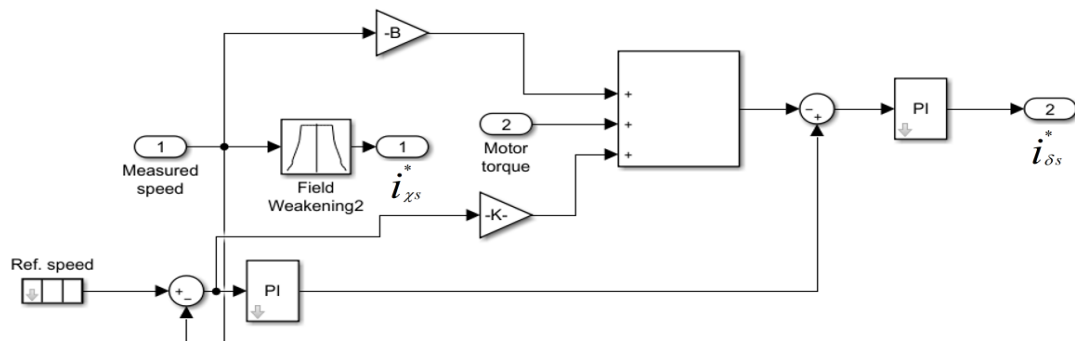 -B
+
+
+
-
+
PI
2
i*δs
1
Measured
speed
Field
Weakening2
1
i*χs
2
Motor
torque
-K-
Ref. speed
+
-
PI